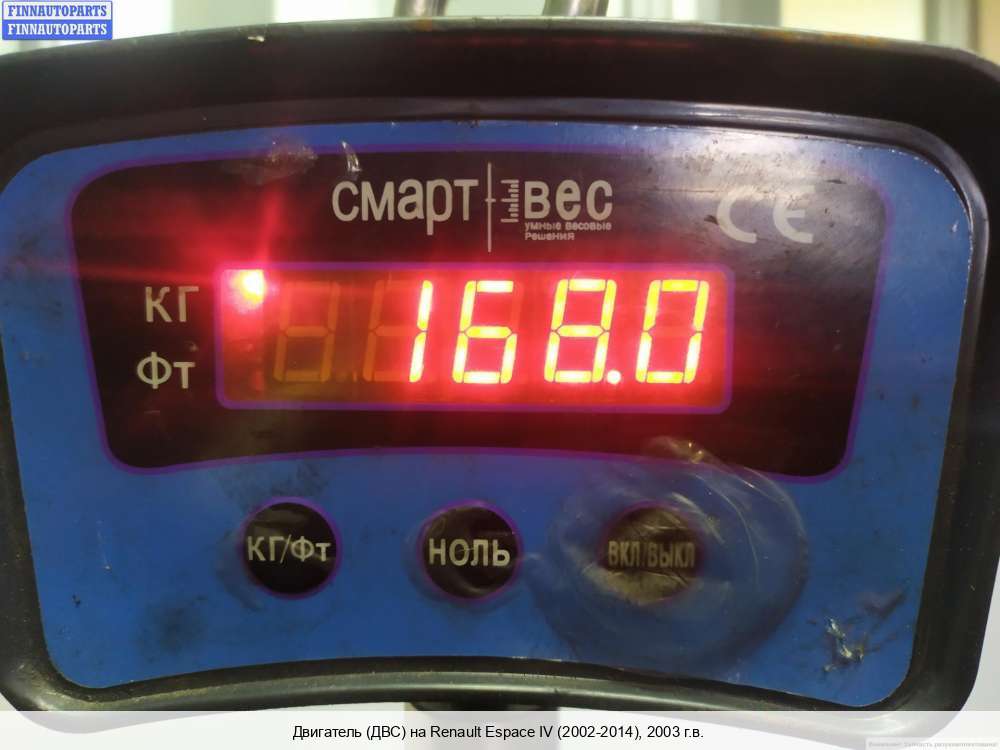 FINNAUTOPARTS
FINNAUTOPARTS
смарт вес
умные весовые
решения
CE
КГ
168.0
Фт
КГ/Фт
НОЛЬ
ВКЛ/ВЫКЛ
Двигатель (ДВС) на Renault Espace IV (2002-2014), 2003 г.в.